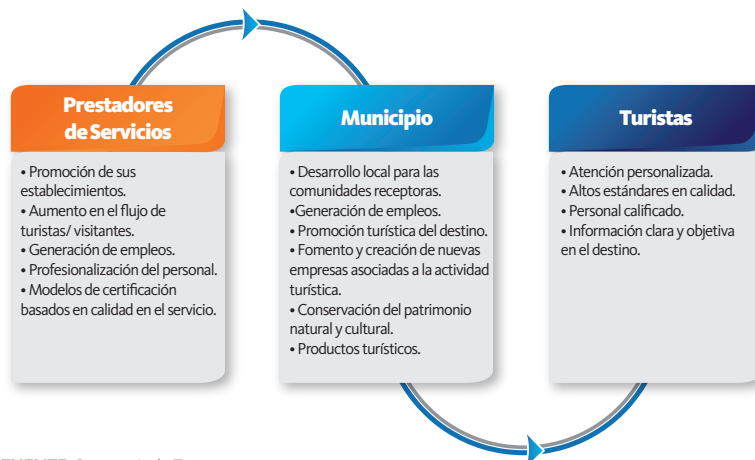 Prestadores
de Servicios
• Promoción de sus
establecimientos.
• Aumento en el flujo de
turistas/ visitantes.
• Generación de empleos.
• Profesionalización del personal.
• Modelos de certificación
basados en calidad en el servicio.
Municipio
• Desarrollo local para las
comunidades receptoras.
•Generación de empleos.
• Promoción turística del destino.
• Fomento y creación de nuevas
empresas asociadas a la actividad
turística.
• Conservación del patrimonio
natural y cultural.
• Productos turísticos.
Turistas
• Atención personalizada.
• Altos estándares en calidad.
• Personal calificado.
• Información clara y objetiva
en el destino.